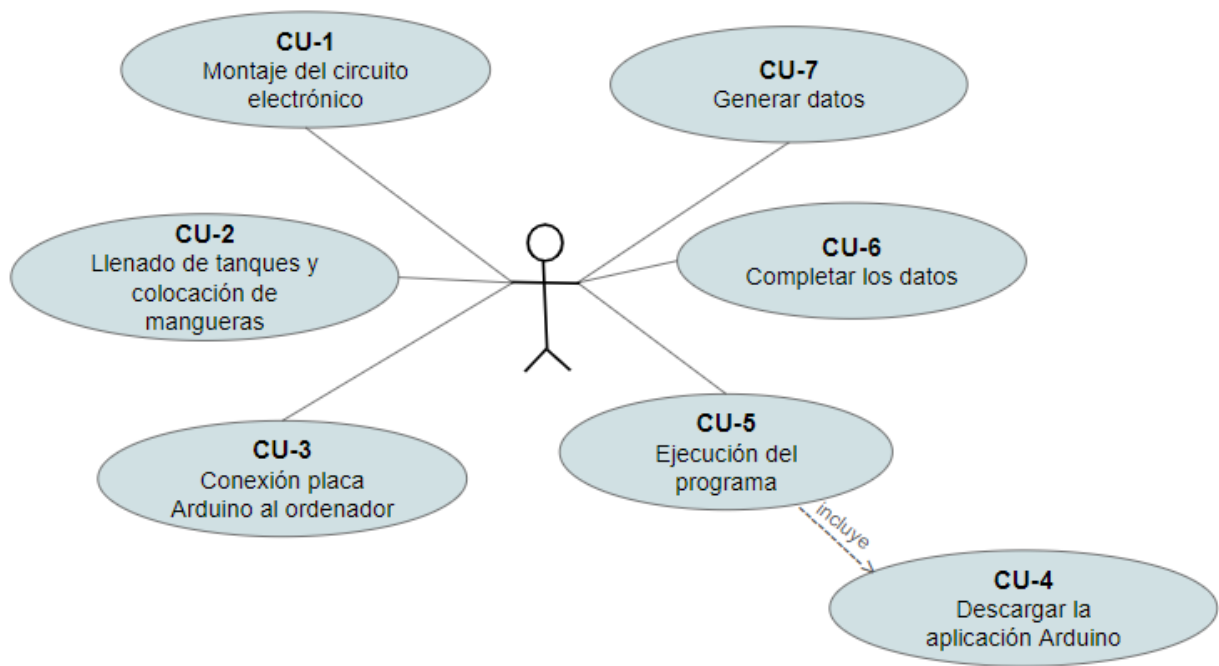 CU-1
Montaje del circuito
electrónico
CU-7
Generar datos
CU-2
Llenado de tanques y
colocación de
mangueras
CU-6
Completar los datos
CU-3
Conexión placa
Arduino al ordenador
CU-5
Ejecución del
programa
incluye
CU-4
Descargar la
aplicación Arduino